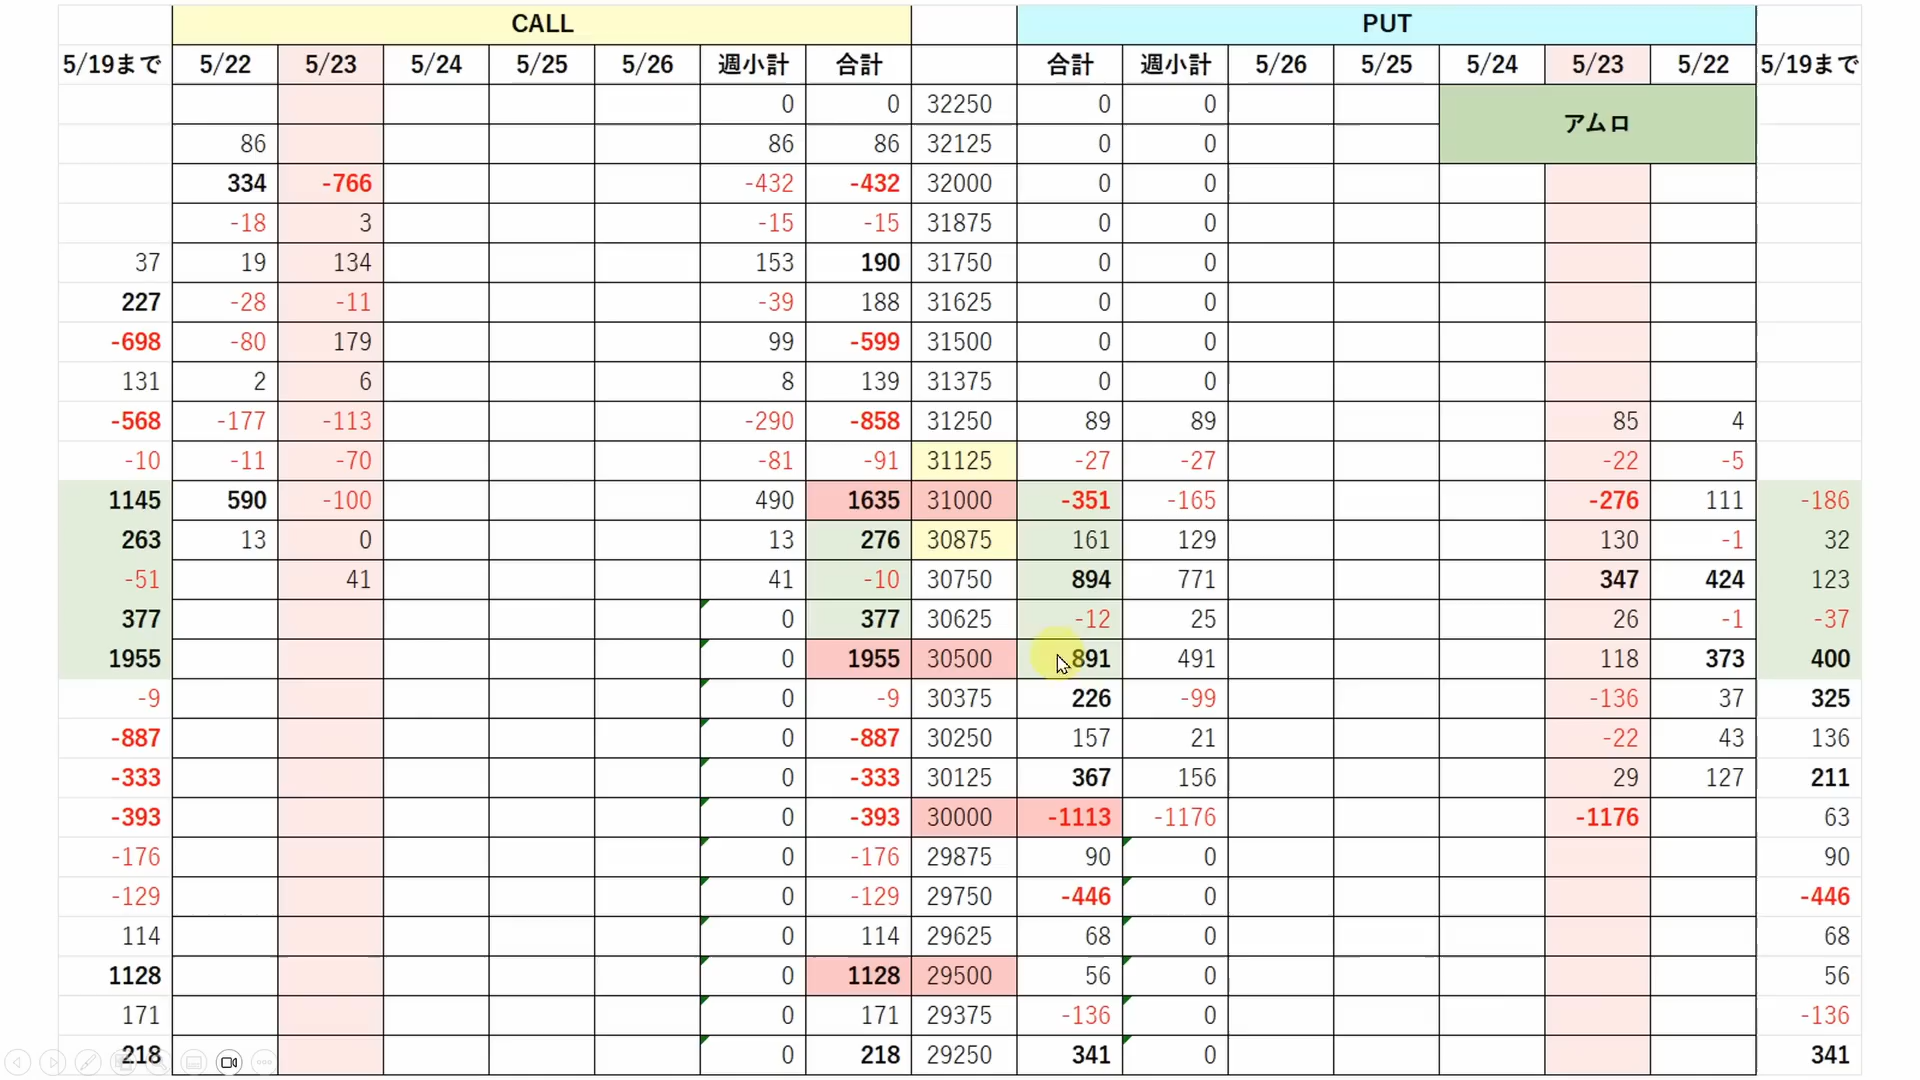 CALL PUT
5/19まで 5/22 5/23 5/24 5/25 5/26 週小計 合計 合計 週小計 5/26 5/25 5/24 5/23 5/22 5/19まで
0 0 32250 0 0 アムロ
86 86 86 32125 0 0
334 -766 -432 -432 32000 0 0
-18 3 -15 -15 31875 0 0
37 19 134 153 190 31750 0 0
227 -28 -11 -39 188 31625 0 0
-698 -80 179 99 -599 31500 0 0
131 2 6 8 139 31375 0 0
-568 -177 -113 -290 -858 31250 89 89 85 4
-10 -11 -70 -81 -91 31125 -27 -27 -22 -5
1145 590 -100 490 1635 31000 -351 -165 -276 111 -186
263 13 0 13 276 30875 161 129 130 -1 32
-51 41 41 -10 30750 894 771 347 424 123
377 0 377 30625 -12 25 26 -1 -37
1955 0 1955 30500 891 491 118 373 400
-9 0 -9 30375 226 -99 -136 37 325
-887 0 -887 30250 157 21 -22 43 136
-333 0 -333 30125 367 156 29 127 211
-393 0 -393 30000 -1113 -1176 -1176 63
-176 0 -176 29875 90 0 90
-129 0 -129 29750 -446 0 -446
114 0 114 29625 68 0 68
1128 0 1128 29500 56 0 56
171 0 171 29375 -136 0 -136
218 0 218 29250 341 0 341